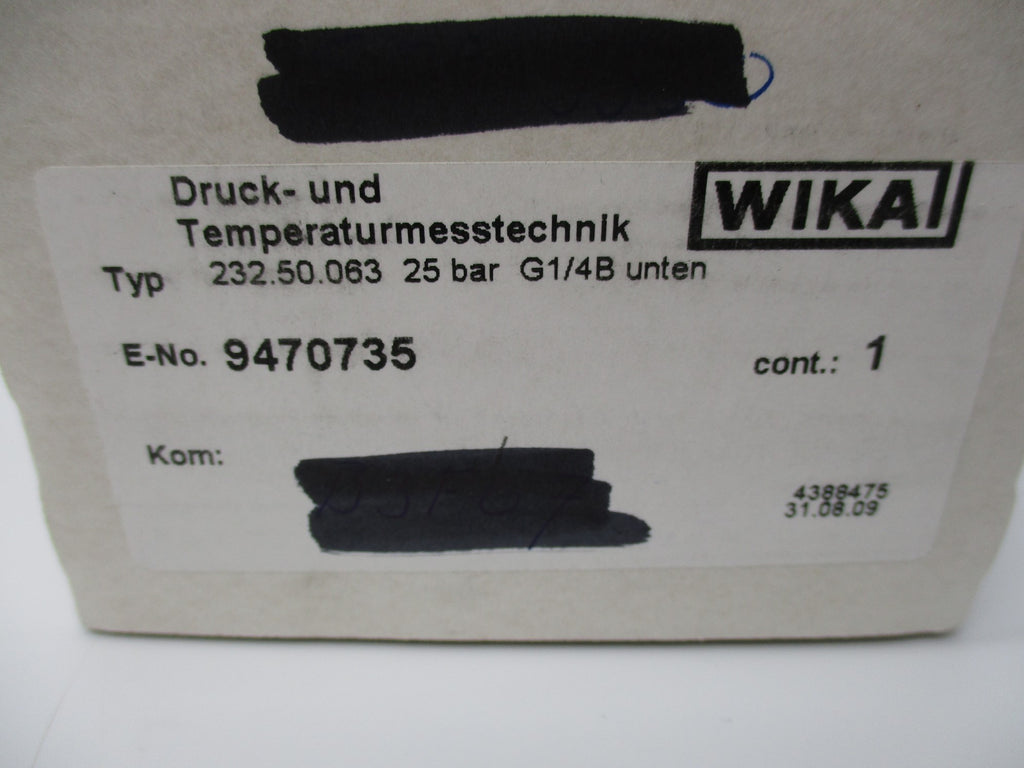 Druck- und
Temperaturmesstechnik
WIKA
Typ 232.50.063 25 bar G1/4B unten
E-No. 9470735 cont.: 1
Kom:
4388475
31.08.09